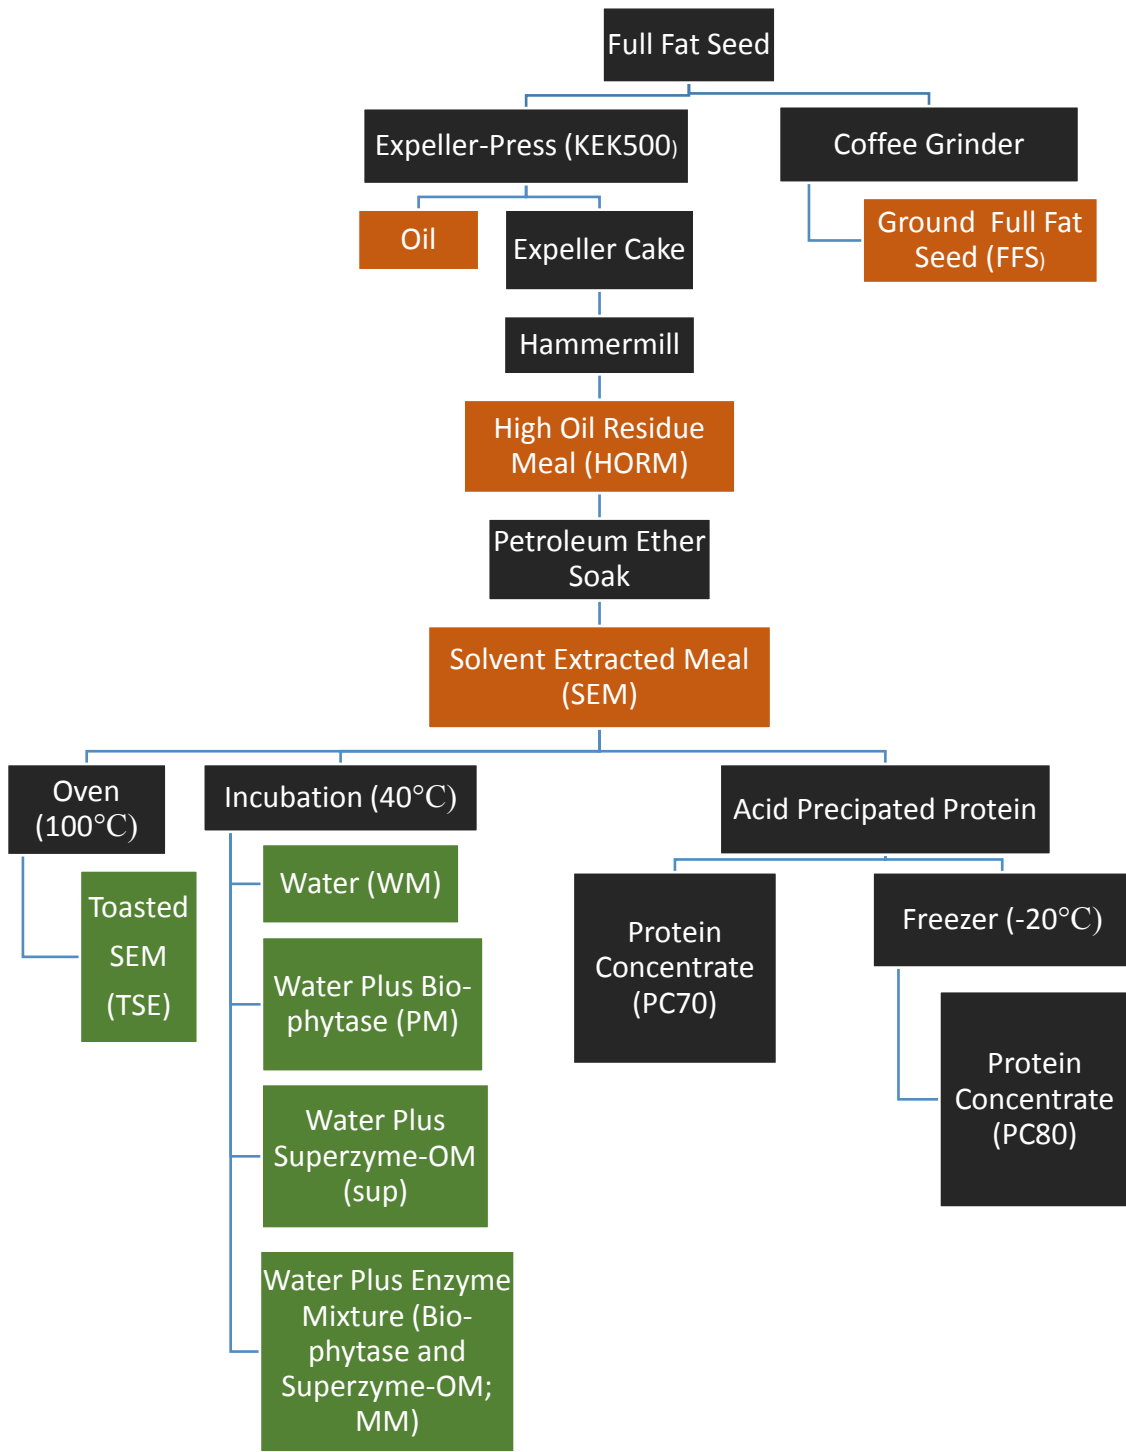 Full Fat Seed
Expeller-Press (KEK500)
Coffee Grinder
Oil
Expeller Cake
Ground  Full Fat
Seed (FFS)
Hammermill
High Oil Residue
Meal (HORM)
Petroleum Ether
Soak
Solvent Extracted Meal
(SEM)
Oven
(100°C)
Incubation (40°C)
Acid Precipated Protein
Toasted
SEM
(TSE)
Water (WM)
Water Plus Bio-
phytase (PM)
Water Plus
Superzyme-OM
(sup)
Water Plus Enzyme
Mixture (Bio-
phytase and
Superzyme-OM;
MM)
Protein
Concentrate
(PC70)
Freezer (-20°C)
Protein
Concentrate
(PC80)